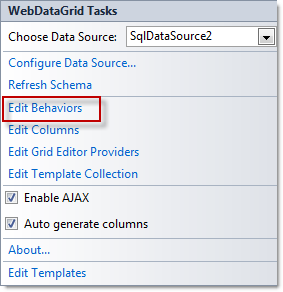 WebDataGrid Tasks
Choose Data Source: SqlDataSource2
Configure Data Source...
Refresh Schema
Edit Behaviors
Edit Columns
Edit Grid Editor Providers
Edit Template Collection
Enable AJAX
Auto generate columns
About...
Edit Templates